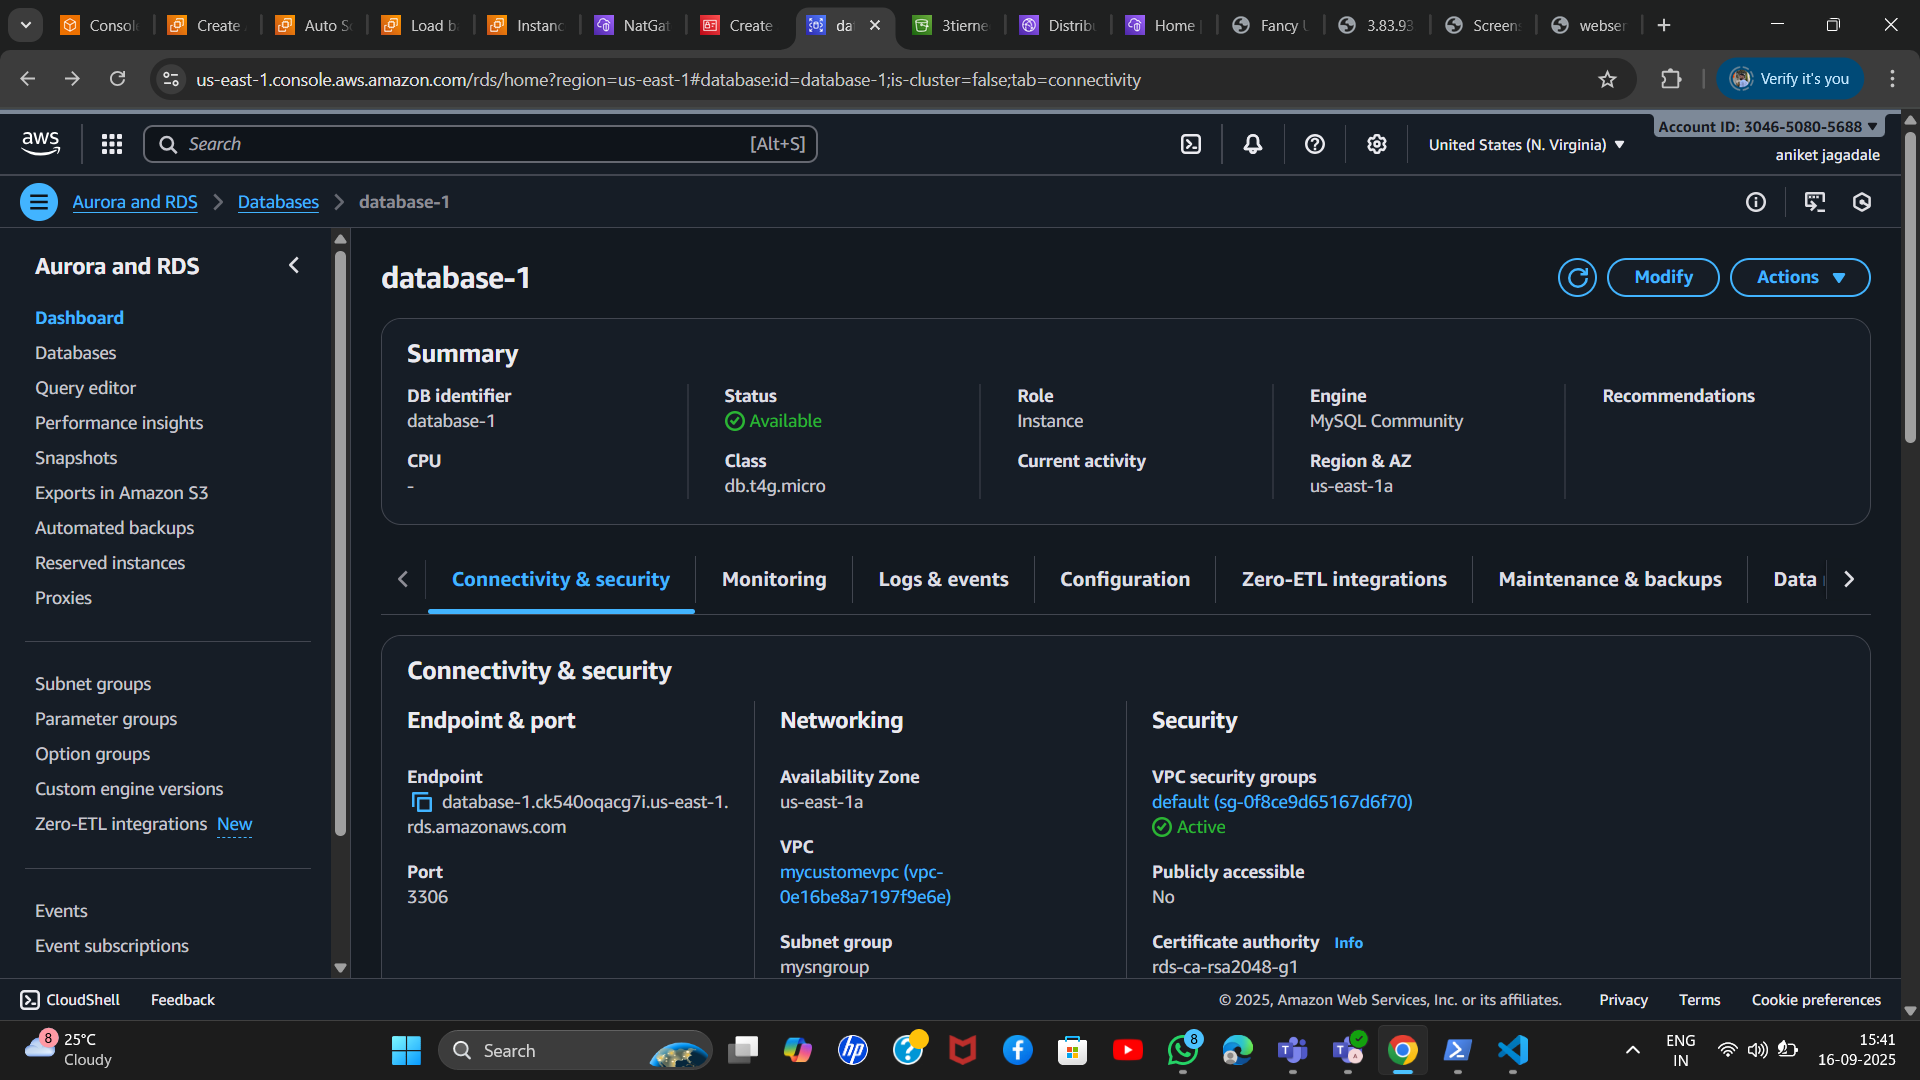 Console
Create
Auto Sc
Load b
Instanc
NatGat
Create
dat
3tierne
Distribu
Home
Fancy U
3.83.93
Screens
webser
us-east-1.console.aws.amazon.com/rds/home?region=us-east-1#database:id=database-1;is-cluster=false;tab=connectivity
Verify it's you
aws
Search
[Alt+S]
United States (N. Virginia)
Account ID: 3046-5080-5688
aniket jagadale
Aurora and RDS
Databases
database-1
Aurora and RDS
Dashboard
Databases
Query editor
Performance insights
Snapshots
Exports in Amazon S3
Automated backups
Reserved instances
Proxies
Subnet groups
Parameter groups
Option groups
Custom engine versions
Zero-ETL integrations New
Events
Event subscriptions
database-1
Modify
Actions
Summary
DB identifier
database-1
CPU
-
Status
Available
Class
db.t4g.micro
Role
Instance
Current activity
Engine
MySQL Community
Region & AZ
us-east-1a
Recommendations
Connectivity & security
Monitoring
Logs & events
Configuration
Zero-ETL integrations
Maintenance & backups
Data
Connectivity & security
Endpoint & port
Endpoint
database-1.ck540oqacg7i.us-east-1.
rds.amazonaws.com
Port
3306
Networking
Availability Zone
us-east-1a
VPC
mycustomevpc (vpc-
0e16be8a7197f9e6e)
Subnet group
mysngroup
Security
VPC security groups
default (sg-0f8ce9d65167d6f70)
Active
Publicly accessible
No
Certificate authority Info
rds-ca-rsa2048-g1
CloudShell
Feedback
© 2025, Amazon Web Services, Inc. or its affiliates.
Privacy
Terms
Cookie preferences
8
25°C
Cloudy
Search
hp
8
ENG
IN
15:41
16-09-2025